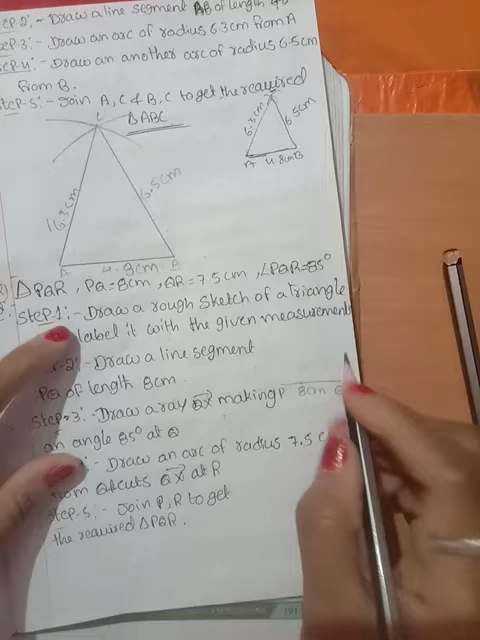 Step-2:- Draw a line segment AB of length
Step-3:- Draw an arc of radius 6.3cm from A
Step-4:- Draw an another arc of radius 6.5cm
from B.
Step-5:- Join A, C & B, C to get the required
ΔABC
C
6.3cm
6.5cm
A 4.8cm B
C
6.3cm
6.5cm
A 4.8cm B
ΔPQR, PQ=8cm, QR=7.5cm, ∠PQR=85°
Step-1:- Draw a rough sketch of a triangle
label it with the given measurements
-2:- Draw a line segment
PQ of length 8cm.
P 8cm Q
Step-3:- Draw a ray QX making
an angle 85° at Q
:- Draw an arc of radius 7.5 c
from Q cuts QX at R
Step-5:- Join P, R to get
the required ΔPQR.
191